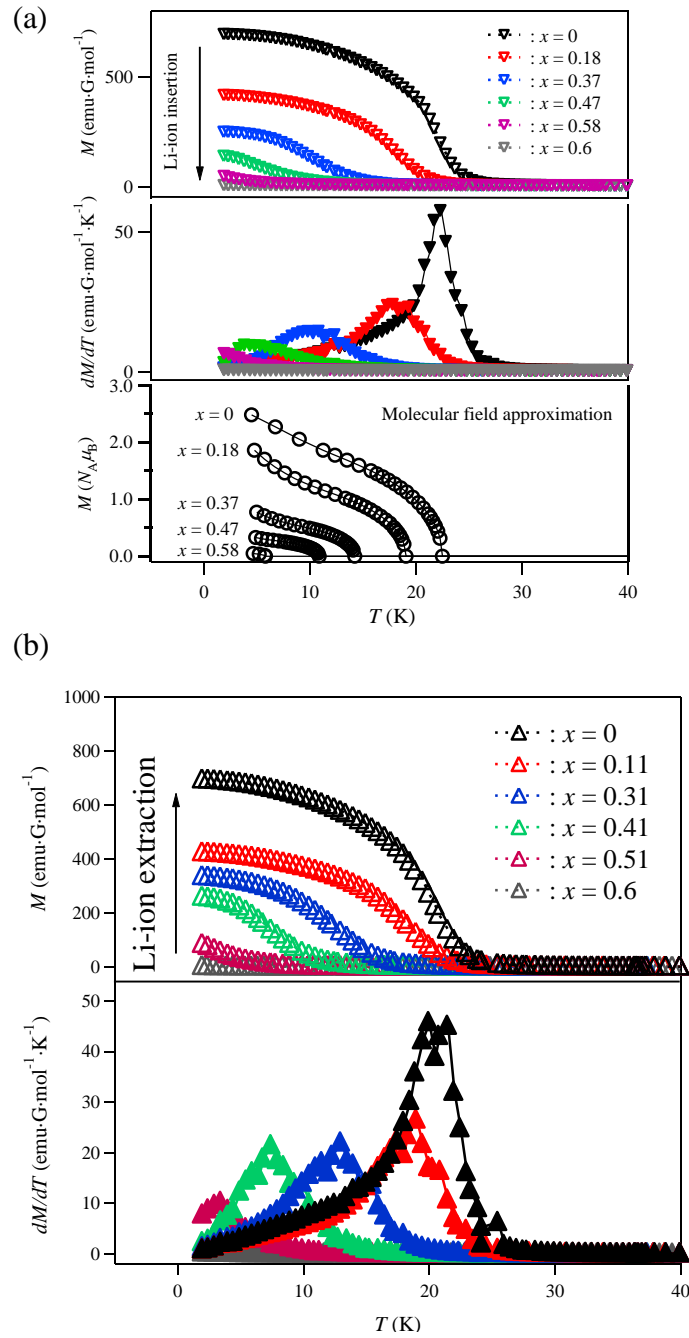 (a)
M (emu·G·mol⁻¹)
500
0
Li-ion insertion
: x = 0
: x = 0.18
: x = 0.37
: x = 0.47
: x = 0.58
: x = 0.6
dM/dT (emu·G·mol⁻¹·K⁻¹)
50
0
M (N_Aμ_B)
3.0
2.0
1.0
0.0
x = 0
x = 0.18
x = 0.37
x = 0.47
x = 0.58
Molecular field approximation
0 10 20 30 40
T (K)
(b)
M (emu·G·mol⁻¹)
1000
800
600
400
200
0
Li-ion extraction
: x = 0
: x = 0.11
: x = 0.31
: x = 0.41
: x = 0.51
: x = 0.6
dM/dT (emu·G·mol⁻¹·K⁻¹)
50
40
30
20
10
0
0 10 20 30 40
T (K)